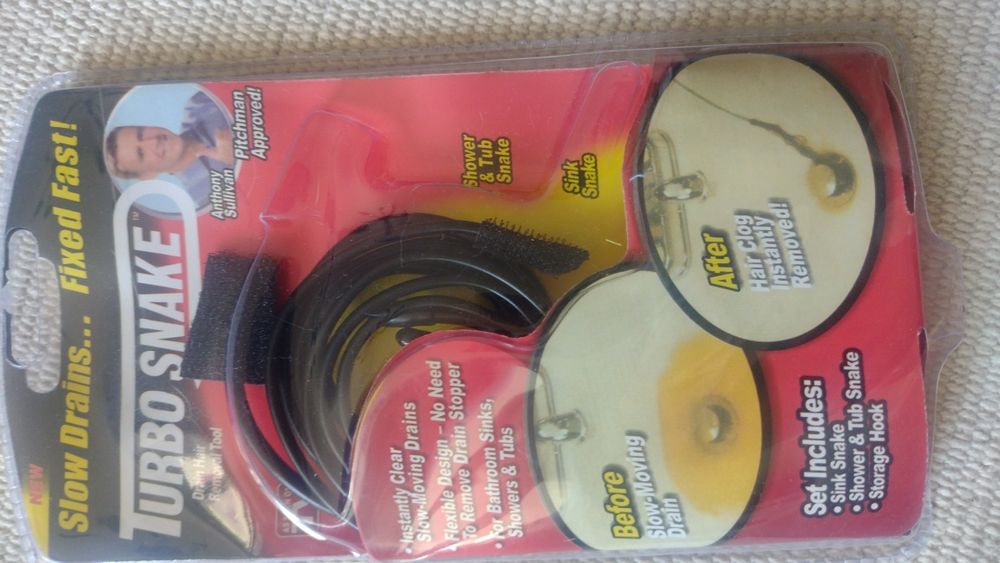 NEW
Slow Drains... Fixed Fast!
TURBO SNAKE™
Drain Hair
Removal Tool
Anthony
Sullivan
Pitchman
Approved!
Shower
& Tub
Snake
Sink
Snake
• Instantly Clear
Slow-Moving Drains
• Flexible Design - No Need
To Remove Drain Stopper
• For Bathroom Sinks,
Showers & Tubs
Before
Slow-Moving
Drain
After
Hair Clog
Instantly
Removed!
Set Includes:
• Sink Snake
• Shower & Tub Snake
• Storage Hook